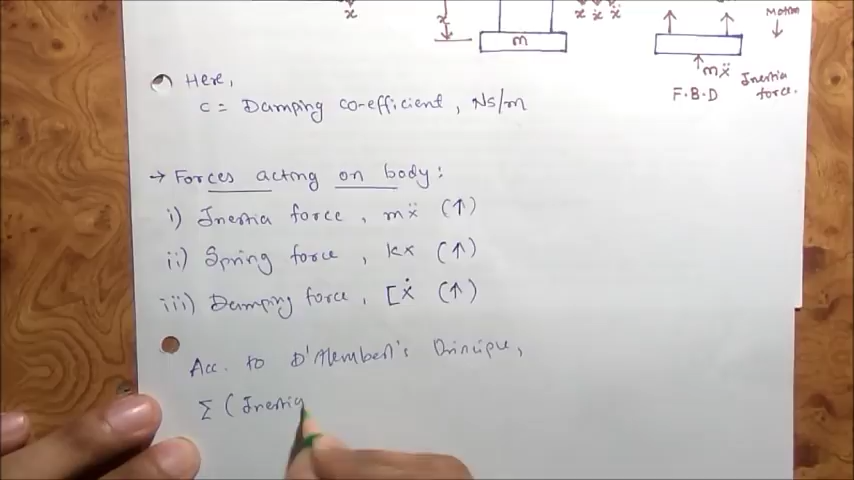 x
x
m
x ẋ ẍ
Motion
mẍ
Inertia
force.
F.B.D
Here,
c = Damping co-efficient, Ns/m
→ Forces acting on body:
i) Inertia force, mẍ (↑)
ii) Spring force, kx (↑)
iii) Damping force, [ẋ (↑)
Acc. to D'Alembert's Principle,
Σ (Inertia